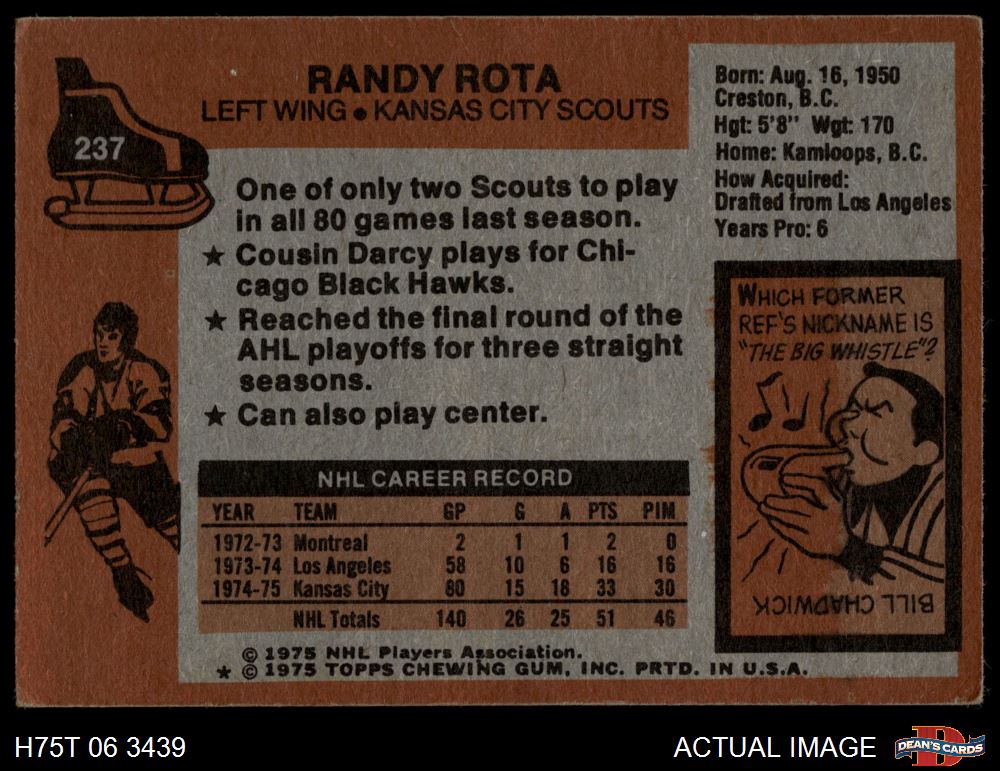 RANDY ROTA
LEFT WING • KANSAS CITY SCOUTS
237
Born: Aug. 16, 1950
Creston, B.C.
Hgt: 5'8" Wgt: 170
Home: Kamloops, B.C.
How Acquired:
Drafted from Los Angeles
Years Pro: 6
One of only two Scouts to play
in all 80 games last season.
★ Cousin Darcy plays for Chi-
cago Black Hawks.
★ Reached the final round of the
AHL playoffs for three straight
seasons.
★ Can also play center.
WHICH FORMER
REF'S NICKNAME IS
"THE BIG WHISTLE"?
BILL CHADWICK
NHL CAREER RECORD
YEAR TEAM GP G A PTS PIM
1972-73 Montreal 2 1 1 2 0
1973-74 Los Angeles 58 10 6 16 16
1974-75 Kansas City 80 15 18 33 30
NHL Totals 140 26 25 51 46
© 1975 NHL Players Association.
★ © 1975 TOPPS CHEWING GUM, INC. PRTD. IN U.S.A.
H75T 06 3439
ACTUAL IMAGE
DEAN'S CARDS